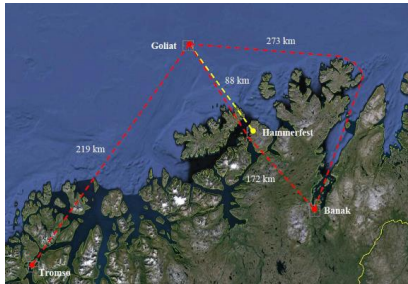 Goliat
273 km
88 km
Hammerfest
219 km
172 km
Banak
Tromsø